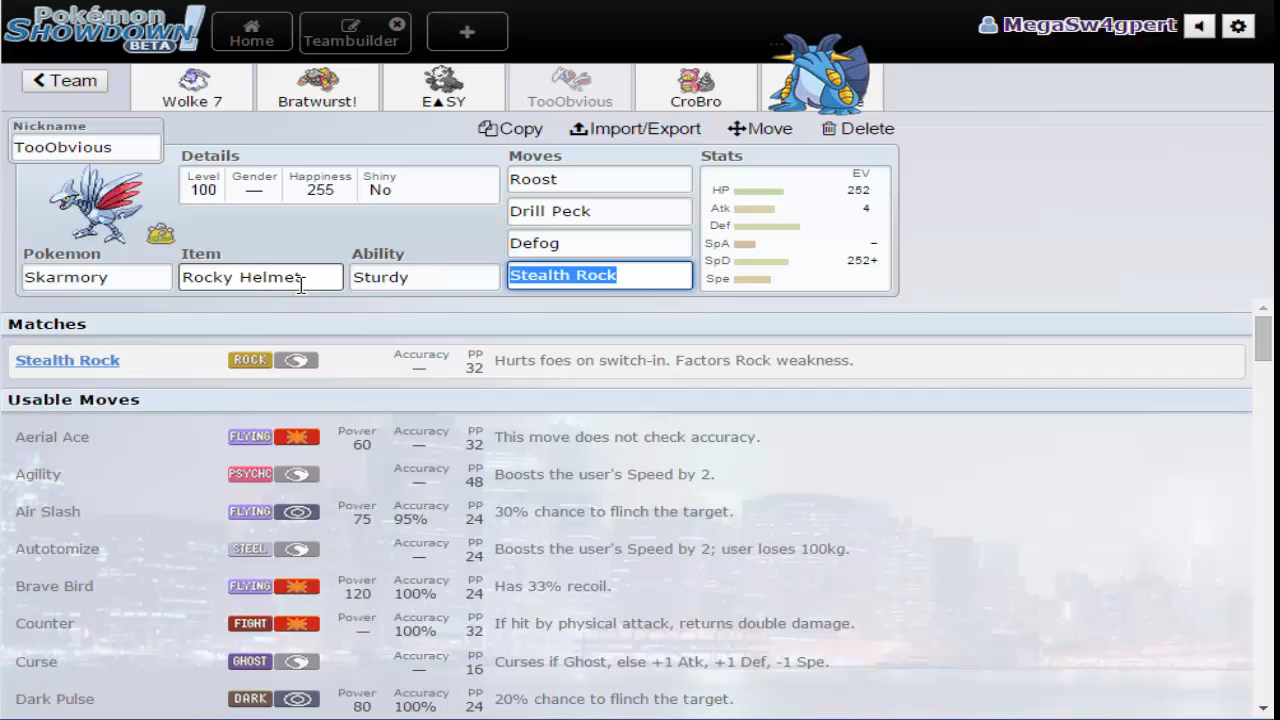 Pokémon
SHOWDOWN!
BETA
Home
Teambuilder
+
MegaSw4gpert
Team
Wolke 7
Bratwurst!
E▲SY
TooObvious
CroBro
Nickname
TooObvious
Copy
Import/Export
Move
Delete
Details
Level
100
Gender
—
Happiness
255
Shiny
No
Pokemon
Skarmory
Item
Rocky Helmet
Ability
Sturdy
Moves
Roost
Drill Peck
Defog
Stealth Rock
Stats
EV
HP 252
Atk 4
Def
SpA –
SpD 252+
Spe
Matches
Stealth Rock ROCK Accuracy — PP 32 Hurts foes on switch-in. Factors Rock weakness.
Usable Moves
Aerial Ace FLYING Power 60 Accuracy — PP 32 This move does not check accuracy.
Agility PSYCHC Accuracy — PP 48 Boosts the user's Speed by 2.
Air Slash FLYING Power 75 Accuracy 95% PP 24 30% chance to flinch the target.
Autotomize STEEL Accuracy — PP 24 Boosts the user's Speed by 2; user loses 100kg.
Brave Bird FLYING Power 120 Accuracy 100% PP 24 Has 33% recoil.
Counter FIGHT Power — Accuracy 100% PP 32 If hit by physical attack, returns double damage.
Curse GHOST Accuracy — PP 16 Curses if Ghost, else +1 Atk, +1 Def, -1 Spe.
Dark Pulse DARK Power 80 Accuracy 100% PP 24 20% chance to flinch the target.